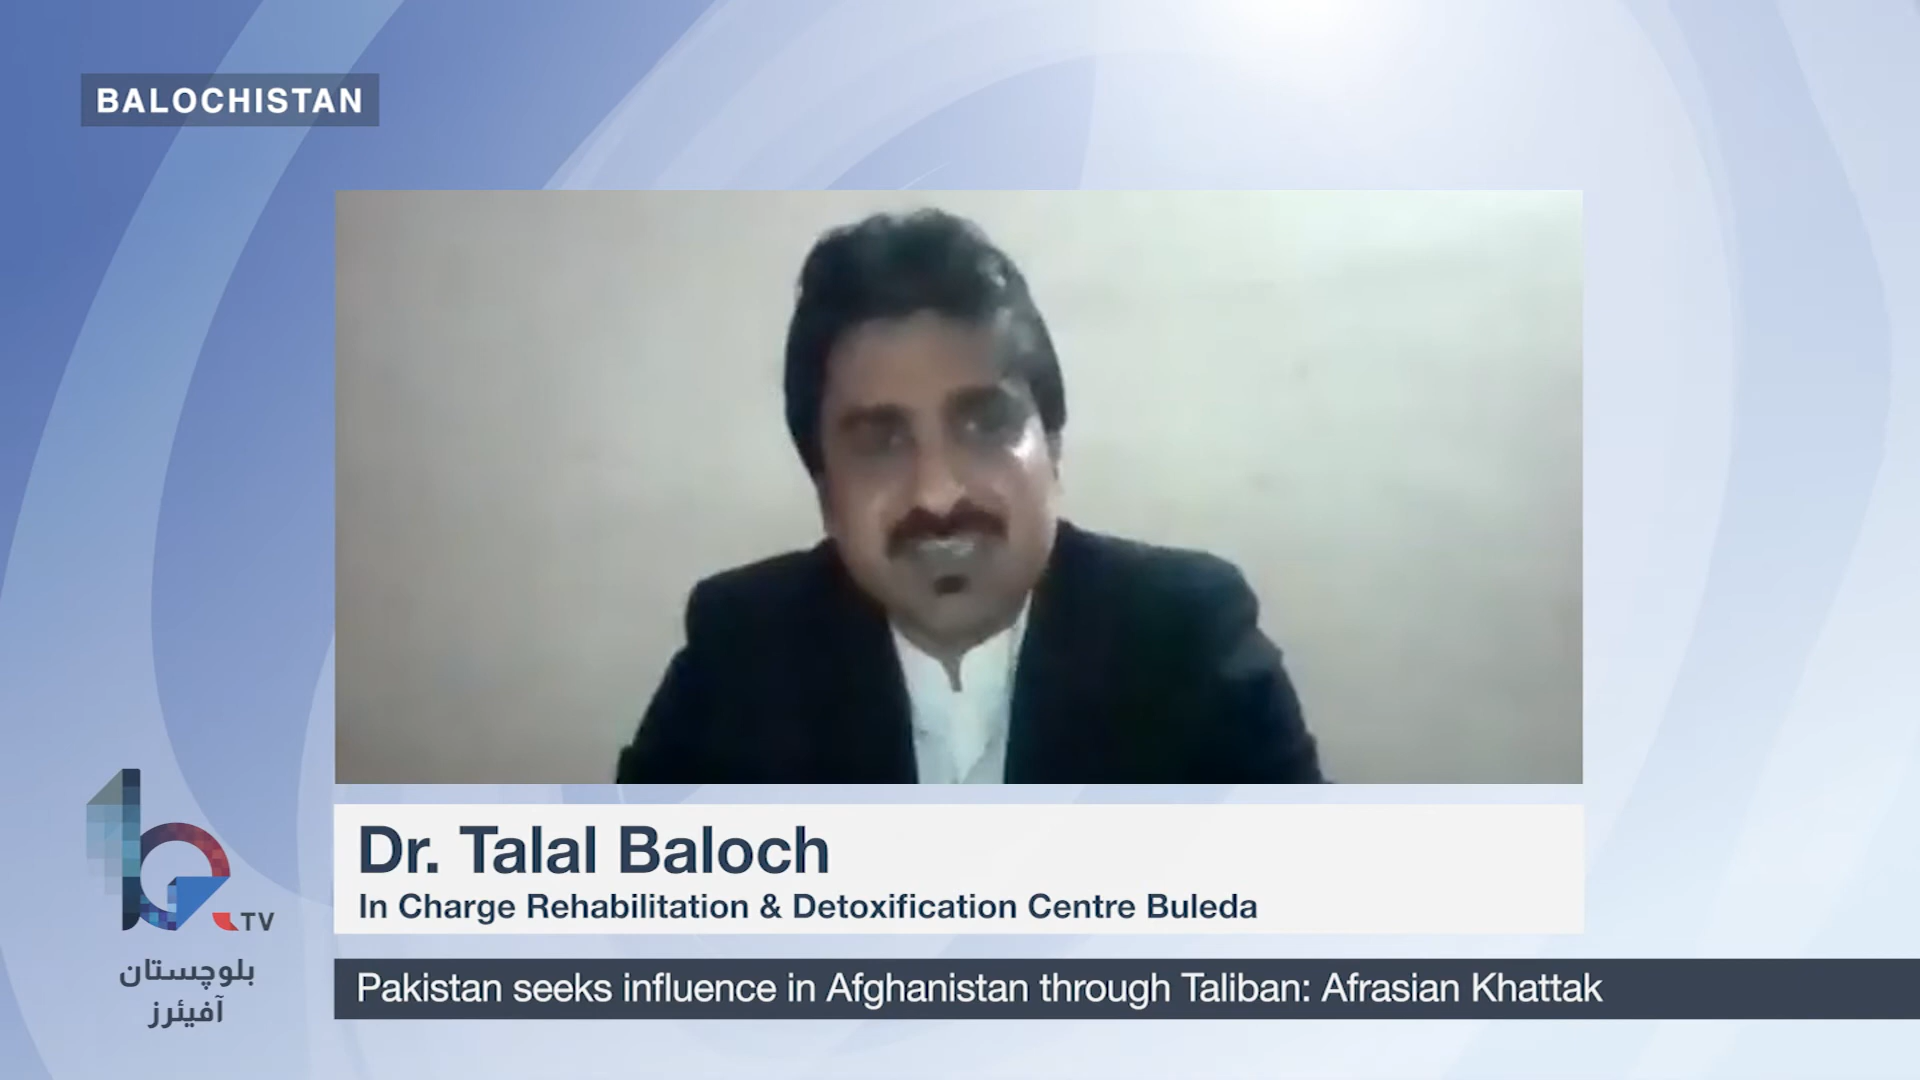 BALOCHISTAN
Dr. Talal Baloch
In Charge Rehabilitation & Detoxification Centre Buleda
TV
بلوچستان
آفیئرز
Pakistan seeks influence in Afghanistan through Taliban: Afrasian Khattak